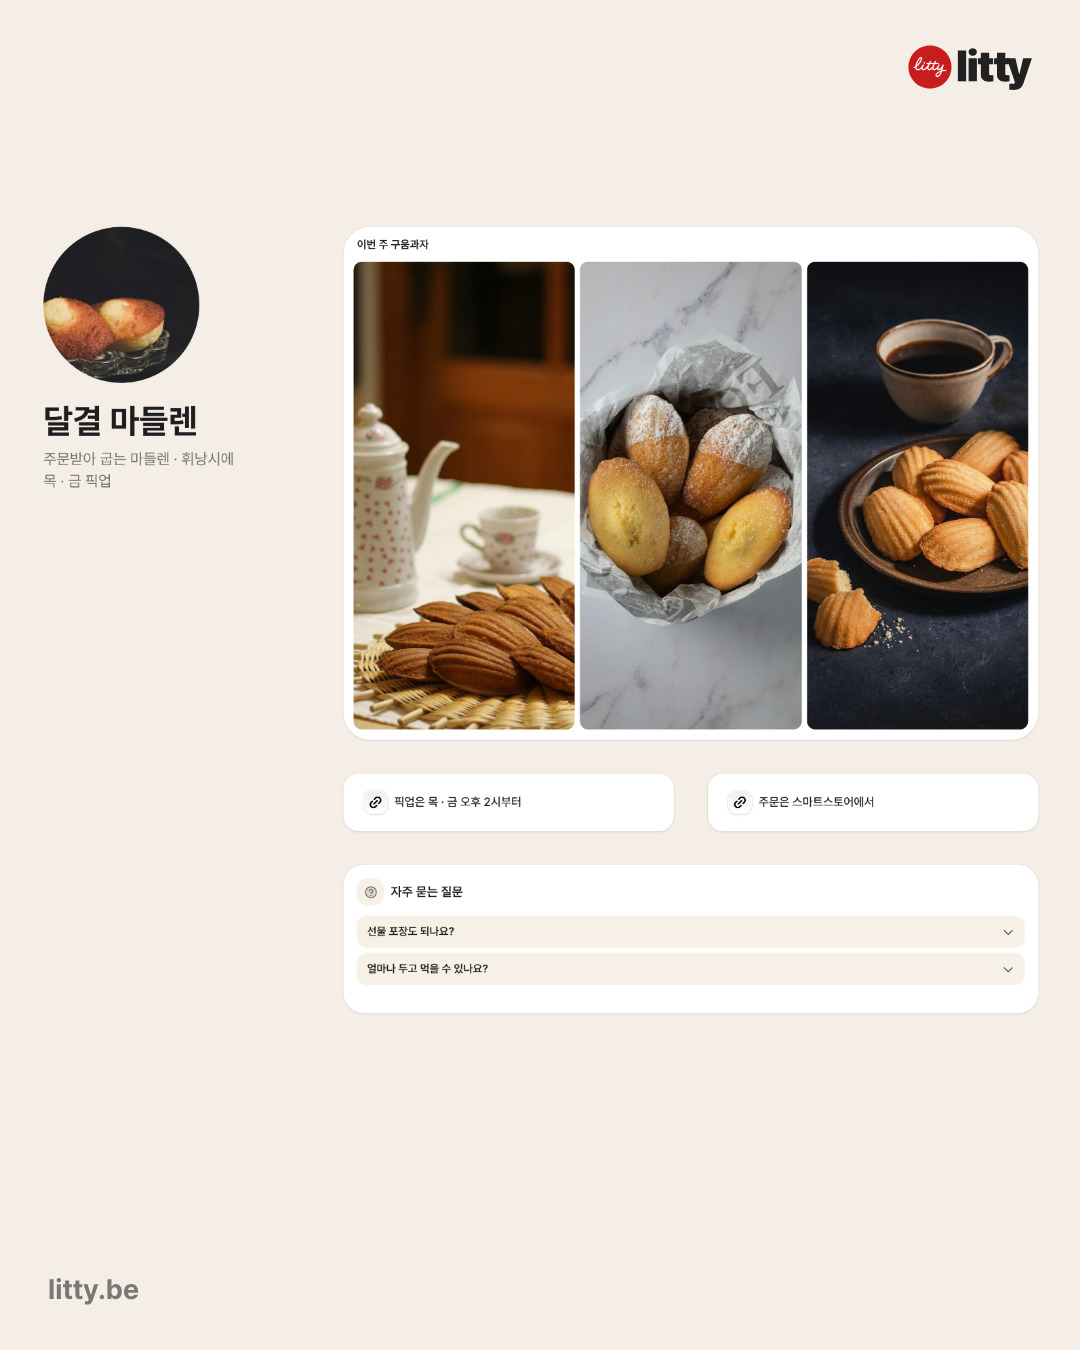 litty litty
달결 마들렌
주문받아 굽는 마들렌 · 휘낭시에
목 · 금 픽업
이번 주 구움과자
픽업은 목 · 금 오후 2시부터
주문은 스마트스토어에서
자주 묻는 질문
선물 포장도 되나요?
얼마나 두고 먹을 수 있나요?
litty.be